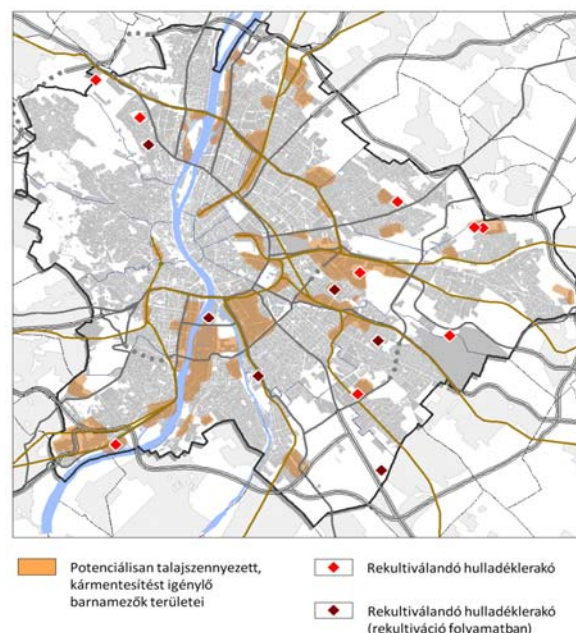 Potenciálisan talajszennyezett,
kármentesítést igénylő
barnamezők területei
Rekultiválandó hulladéklerakó
Rekultiválandó hulladéklerakó
(rekultiváció folyamatban)